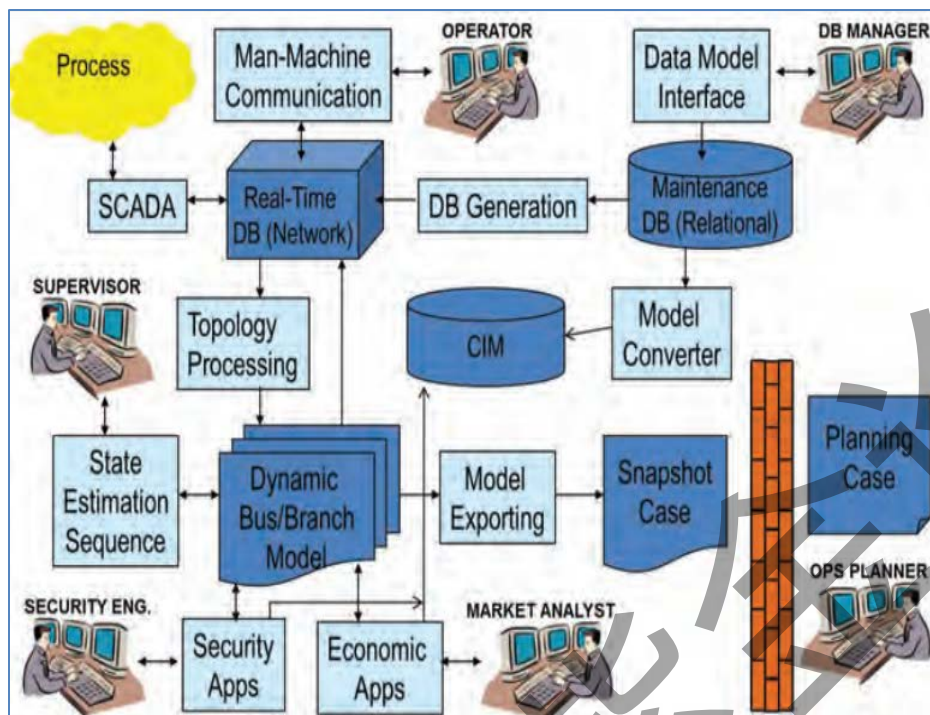 Process
Man-Machine
Communication
OPERATOR
Data Model
Interface
DB MANAGER
SCADA
Real-Time
DB (Network)
DB Generation
Maintenance
DB (Relational)
SUPERVISOR
Topology
Processing
CIM
Model
Converter
State
Estimation
Sequence
Dynamic
Bus/Branch
Model
Model
Exporting
Snapshot
Case
Planning
Case
SECURITY ENG.
Security
Apps
Economic
Apps
MARKET ANALYST
OPS PLANNER